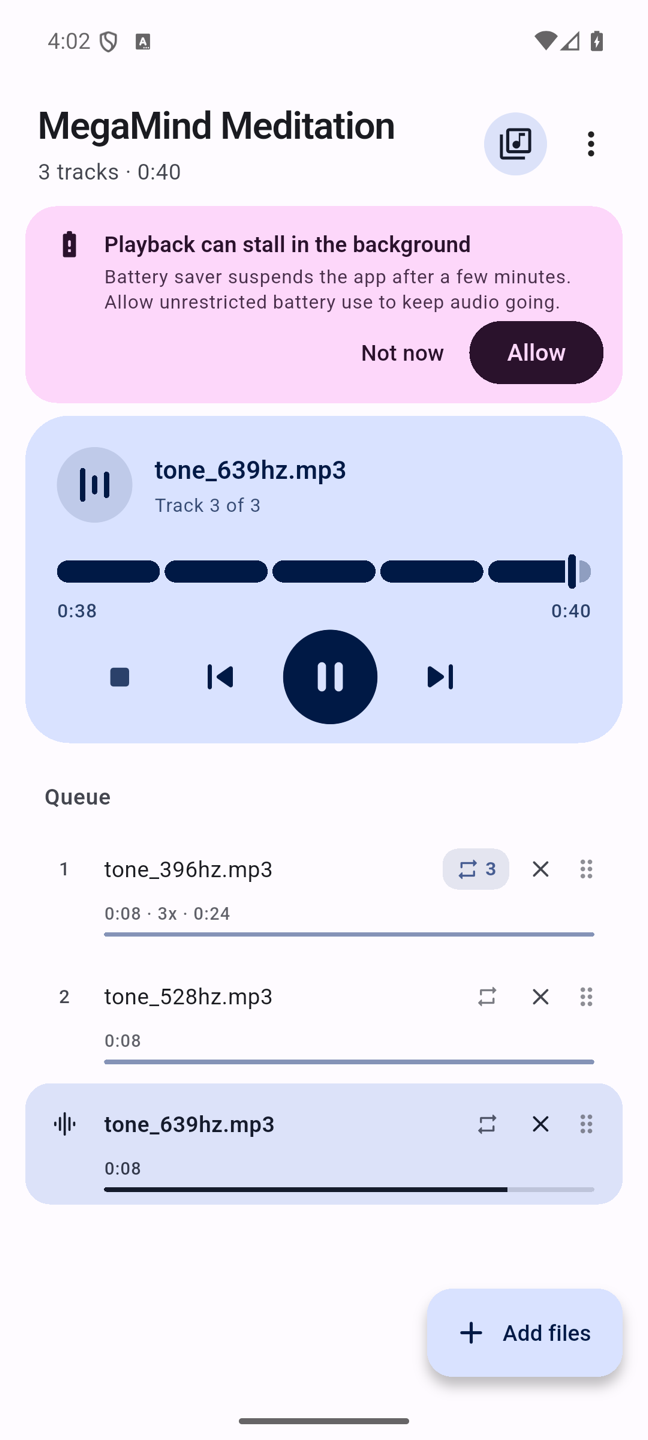 4:02
A
MegaMind Meditation
3 tracks · 0:40
Playback can stall in the background
Battery saver suspends the app after a few minutes.
Allow unrestricted battery use to keep audio going.
Not now
Allow
tone_639hz.mp3
Track 3 of 3
0:38
0:40
Queue
1
tone_396hz.mp3
3
0:08 · 3x · 0:24
2
tone_528hz.mp3
0:08
tone_639hz.mp3
0:08
Add files